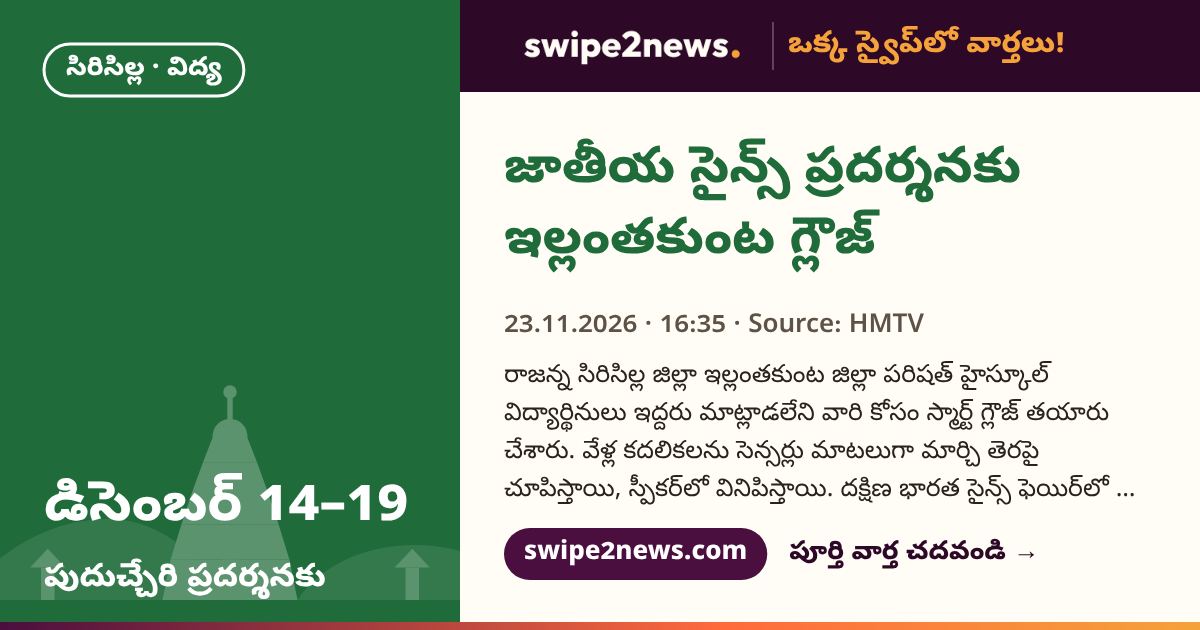 సిరిసిల్ల · విద్య
డిసెంబర్ 14–19
పుదుచ్చేరి ప్రదర్శనకు
swipe2news.
ఒక్క స్వైప్‌లో వార్తలు!
జాతీయ సైన్స్ ప్రదర్శనకు
ఇల్లంతకుంట గ్లౌజ్
23.11.2026 · 16:35 · Source: HMTV
రాజన్న సిరిసిల్ల జిల్లా ఇల్లంతకుంట జిల్లా పరిషత్ హైస్కూల్
విద్యార్థినులు ఇద్దరు మాట్లాడలేని వారి కోసం స్మార్ట్ గ్లౌజ్ తయారు
చేశారు. వేళ్ల కదలికలను సెన్సర్లు మాటలుగా మార్చి తెరపై
చూపిస్తాయి, స్పీకర్‌లో వినిపిస్తాయి. దక్షిణ భారత సైన్స్ ఫెయిర్‌లో ...
swipe2news.com
పూర్తి వార్త చదవండి →